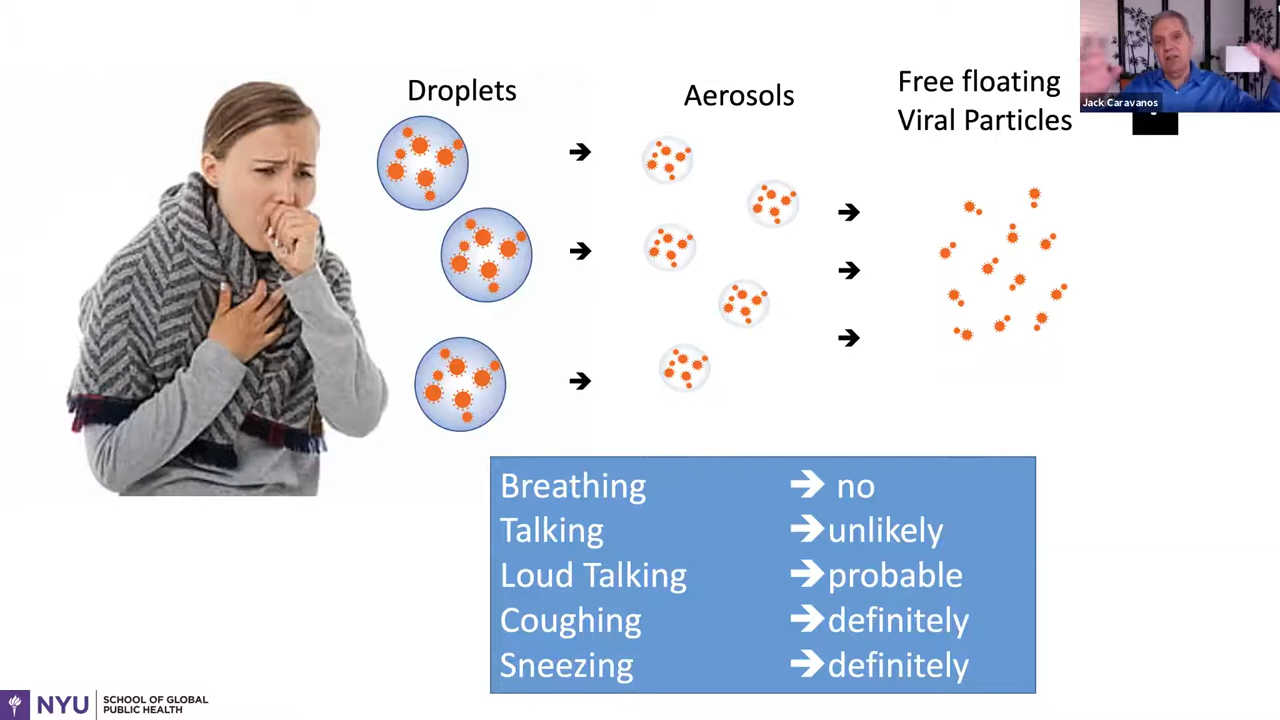 Droplets
Aerosols
Free floating
Viral Particles
Jack Caravanos
Breathing → no
Talking → unlikely
Loud Talking → probable
Coughing → definitely
Sneezing → definitely
NYU
SCHOOL OF GLOBAL
PUBLIC HEALTH